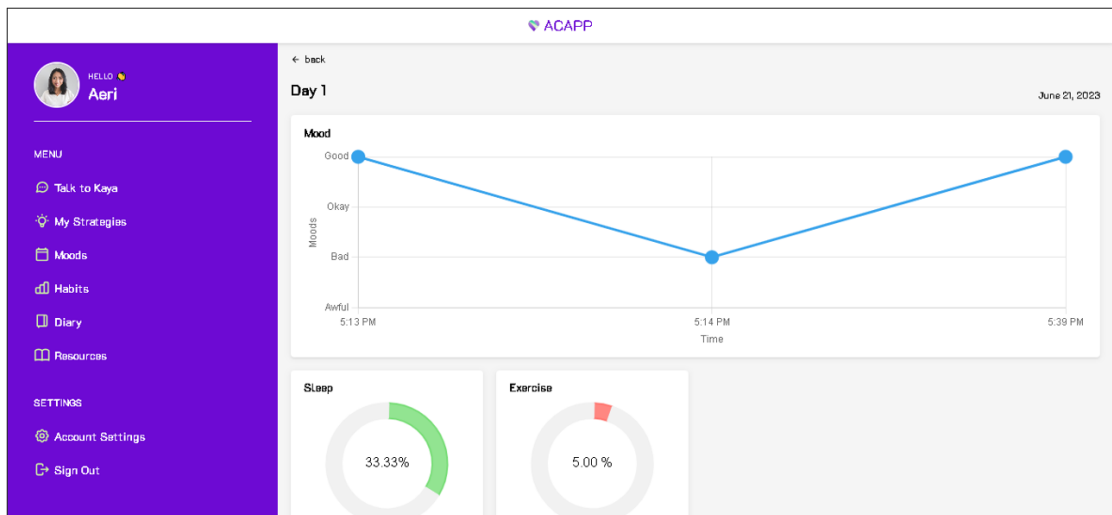 ACAPP
HELLO 👋
Aeri
MENU
Talk to Kaya
My Strategies
Moods
Habits
Diary
Resources
SETTINGS
Account Settings
Sign Out
← back
Day 1
June 21, 2023
Mood
Good
Okay
Bad
Awful
Moods
5:13 PM
5:14 PM
5:39 PM
Time
Sleep
33.33%
Exercise
5.00 %